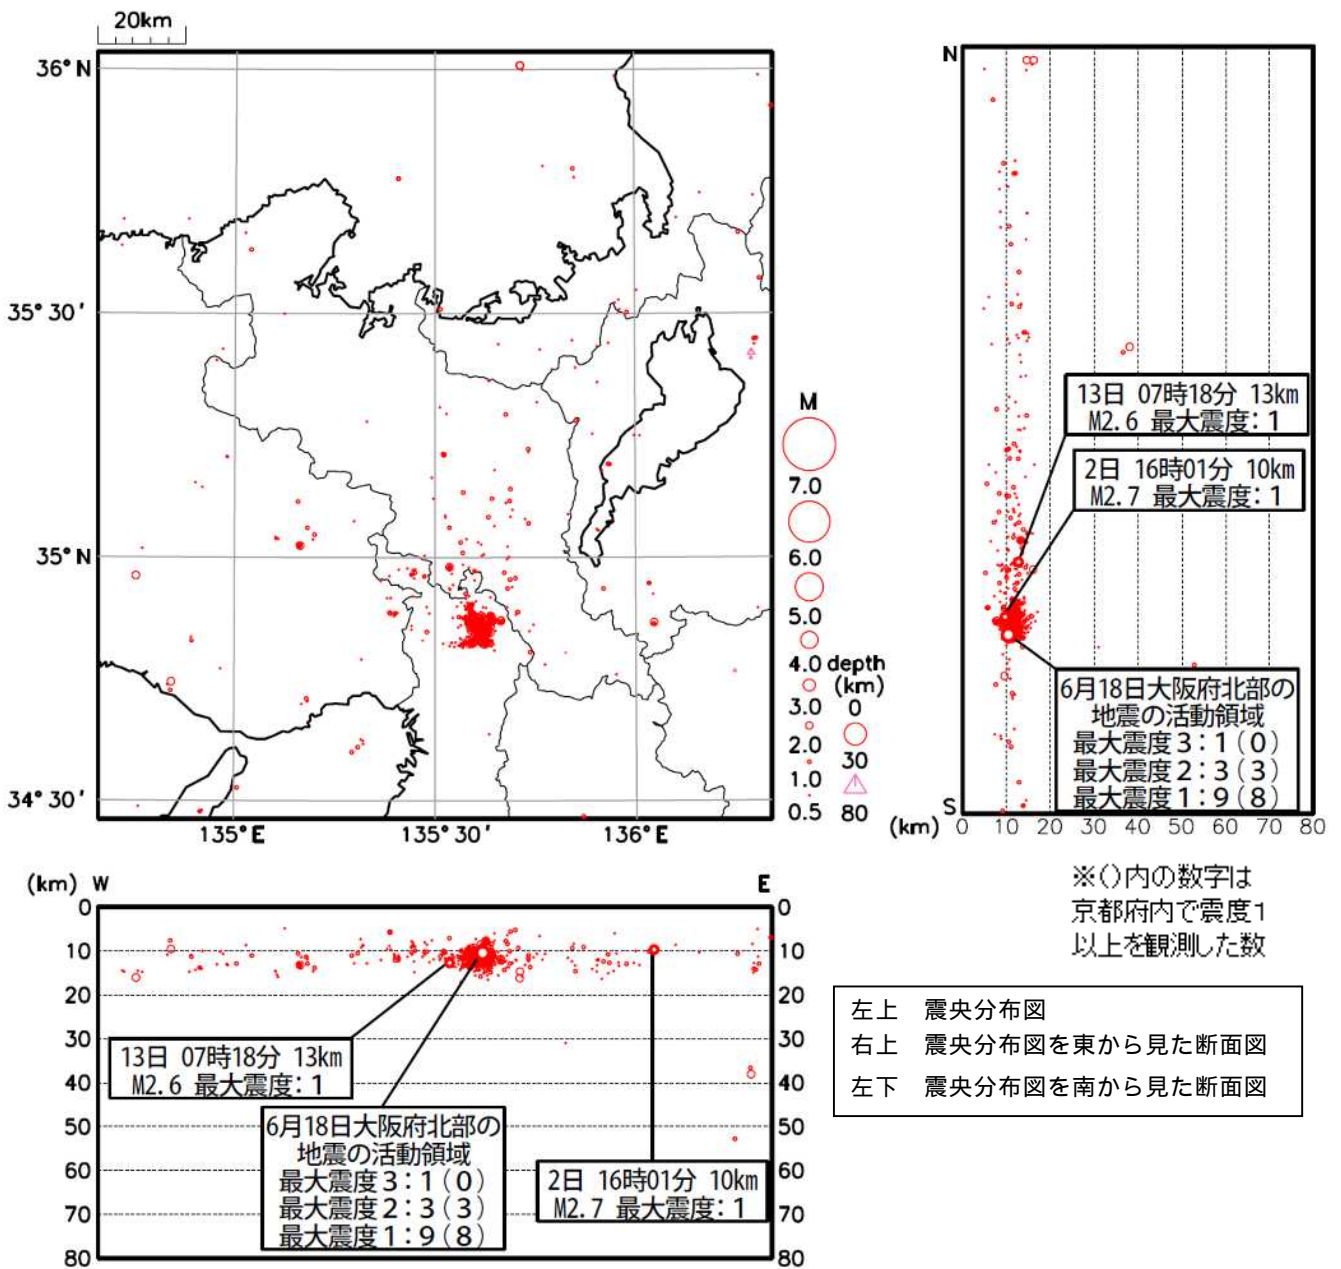 20km
36°N
35°30′
35°N
34°30′
135°E
135°30′
136°E
M
7.0
6.0
5.0
4.0
3.0
2.0
1.0
0.5
depth
(km)
0
30
80
N
S
(km)
0 10 20 30 40 50 60 70 80
13日 07時18分 13km
M2.6 最大震度：1
2日 16時01分 10km
M2.7 最大震度：1
6月18日大阪府北部の
地震の活動領域
最大震度3：1(0)
最大震度2：3(3)
最大震度1：9(8)
※()内の数字は
京都府内で震度1
以上を観測した数
(km) W
E
0
10
20
30
40
50
60
70
80
0
10
20
30
40
50
60
70
80
13日 07時18分 13km
M2.6 最大震度：1
6月18日大阪府北部の
地震の活動領域
最大震度3：1(0)
最大震度2：3(3)
最大震度1：9(8)
2日 16時01分 10km
M2.7 最大震度：1
左上　震央分布図
右上　震央分布図を東から見た断面図
左下　震央分布図を南から見た断面図